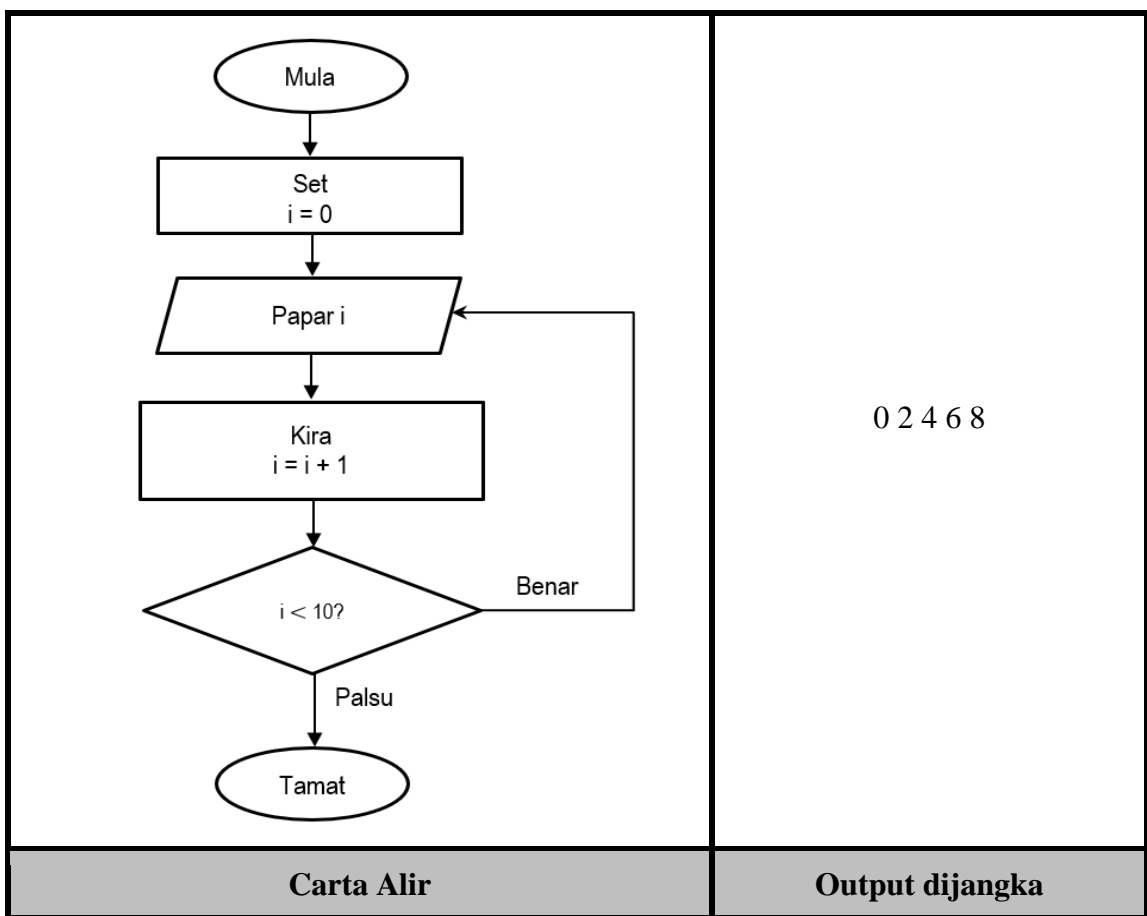 Mula
Set
i = 0
Papar i
Kira
i = i + 1
i < 10?
Benar
Palsu
Tamat
0 2 4 6 8
Carta Alir
Output dijangka